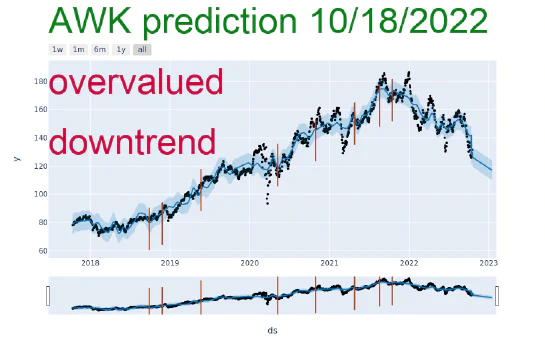 AWK prediction 10/18/2022
1w 1m 6m 1y all
overvalued
downtrend
180
160
140
120
100
80
60
y
2018 2019 2020 2021 2022 2023
ds